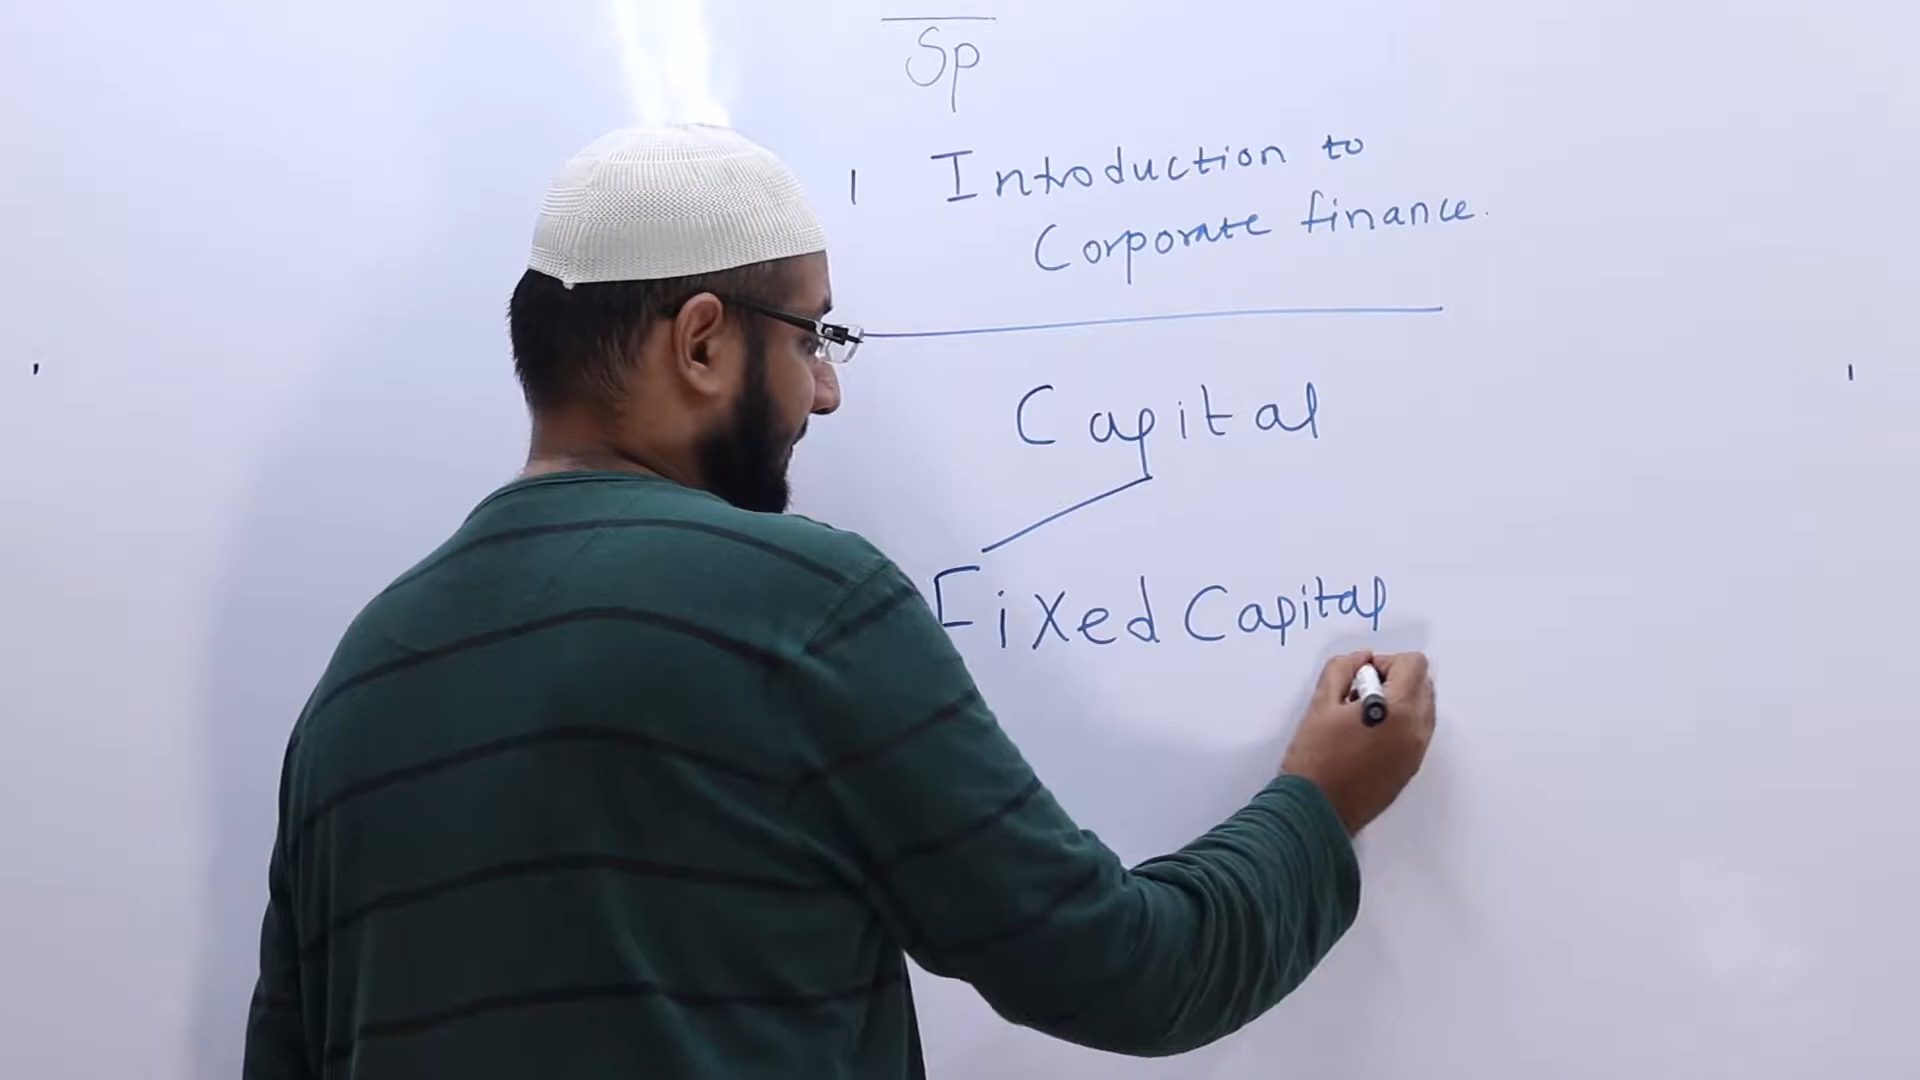 Sp
1 Introduction to
Corporate finance.
Capital
Fixed Capital